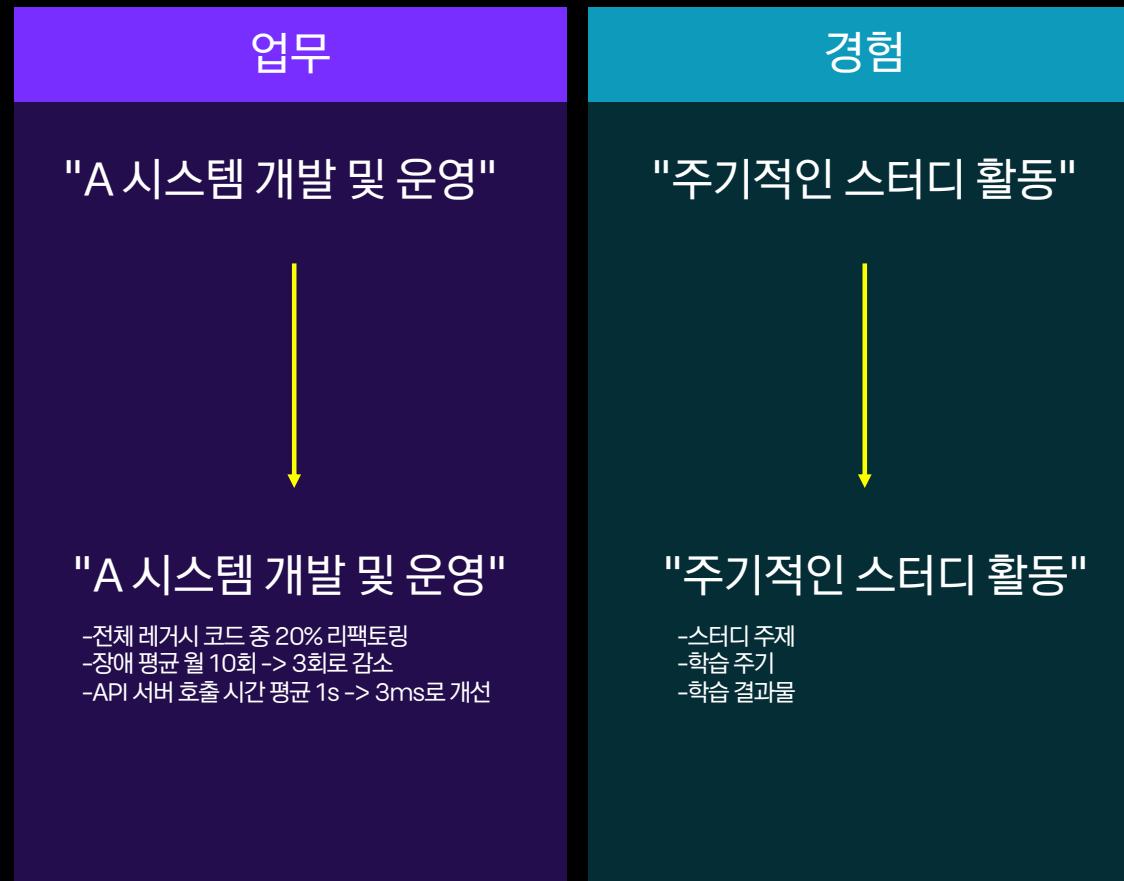 업무
"A 시스템 개발 및 운영"
"A 시스템 개발 및 운영"
-전체 레거시 코드 중 20% 리팩토링
-장애 평균 월 10회 -> 3회로 감소
-API 서버 호출 시간 평균 1s -> 3ms로 개선
경험
"주기적인 스터디 활동"
"주기적인 스터디 활동"
-스터디 주제
-학습 주기
-학습 결과물